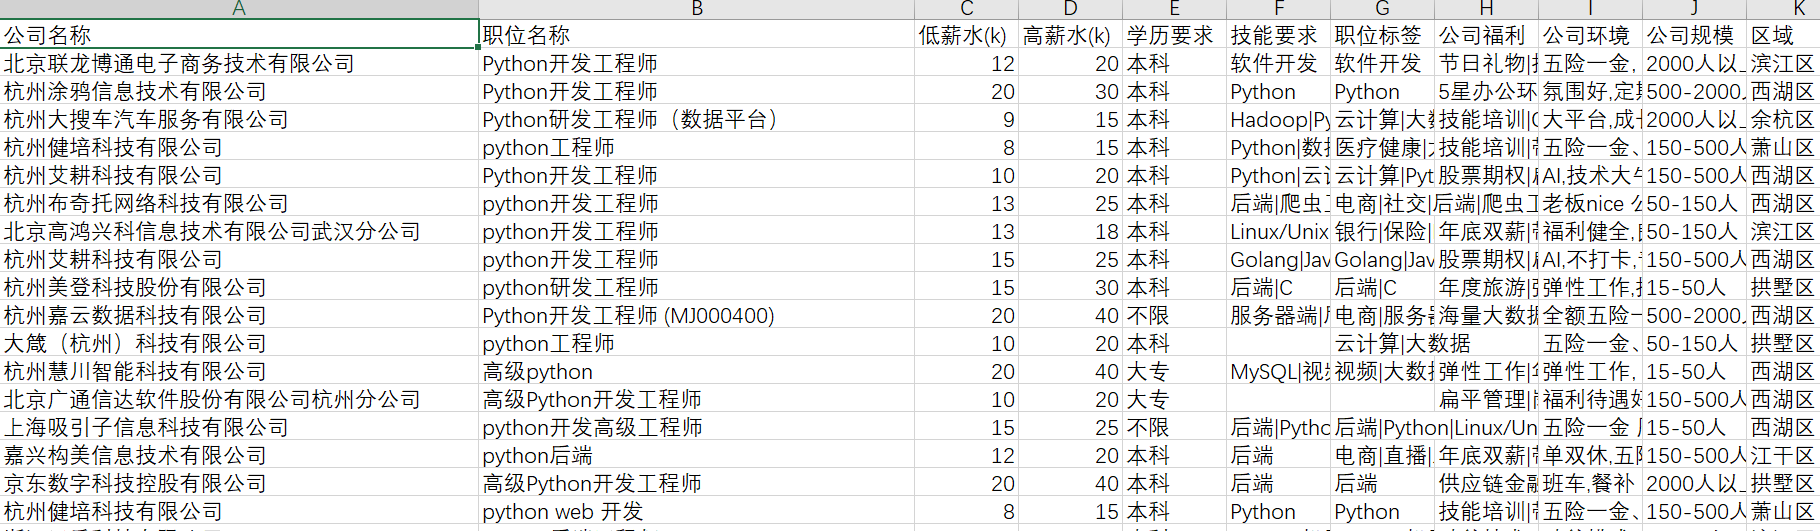 A B C D E F G H I J K
公司名称 职位名称 低薪水(k) 高薪水(k) 学历要求 技能要求 职位标签 公司福利 公司环境 公司规模 区域
北京联龙博通电子商务技术有限公司 Python开发工程师 12 20 本科 软件开发 软件开发 节日礼物| 五险一金, 2000人以 滨江区
杭州涂鸦信息技术有限公司 Python开发工程师 20 30 本科 Python Python 5星办公环 氛围好,定 500-2000 西湖区
杭州大搜车汽车服务有限公司 Python研发工程师（数据平台） 9 15 本科 Hadoop|Py 云计算|大 技能培训| 大平台,成 2000人以 余杭区
杭州健培科技有限公司 python工程师 8 15 本科 Python|数 医疗健康| 技能培训| 五险一金、 150-500人 萧山区
杭州艾耕科技有限公司 Python开发工程师 10 20 本科 Python|云 云计算|Pyt 股票期权| AI,技术大 150-500人 西湖区
杭州布奇托网络科技有限公司 python开发工程师 13 25 本科 后端|爬虫 电商|社交| 后端|爬虫 老板nice 50-150人 西湖区
北京高鸿兴科信息技术有限公司武汉分公司 python开发工程师 13 18 本科 Linux/Unix 银行|保险| 年底双薪| 福利健全, 50-150人 滨江区
杭州艾耕科技有限公司 python开发工程师 15 25 本科 Golang|Jav Golang|Jav 股票期权| AI,不打卡, 150-500人 西湖区
杭州美登科技股份有限公司 python研发工程师 15 30 本科 后端|C 后端|C 年度旅游| 弹性工作, 15-50人 拱墅区
杭州嘉云数据科技有限公司 Python开发工程师 (MJ000400) 20 40 不限 服务器端| 电商|服务 海量大数 全额五险 500-2000 西湖区
大箴（杭州）科技有限公司 python工程师 10 20 本科 云计算|大数据 五险一金、 50-150人 拱墅区
杭州慧川智能科技有限公司 高级python 20 40 大专 MySQL|视 视频|大数 弹性工作| 弹性工作, 15-50人 西湖区
北京广通信达软件股份有限公司杭州分公司 高级Python开发工程师 10 20 大专 扁平管理| 福利待遇 150-500人 西湖区
上海吸引子信息科技有限公司 python开发高级工程师 15 25 不限 后端|Pytho 后端|Python|Linux/Un 五险一金 15-50人 西湖区
嘉兴构美信息技术有限公司 python后端 12 20 本科 后端 电商|直播| 年底双薪| 单双休,五 150-500人 江干区
京东数字科技控股有限公司 高级Python开发工程师 20 40 本科 后端 后端 供应链金 班车,餐补 2000人以 拱墅区
杭州健培科技有限公司 python web 开发 8 15 本科 Python Python 技能培训| 五险一金、 150-500人 萧山区